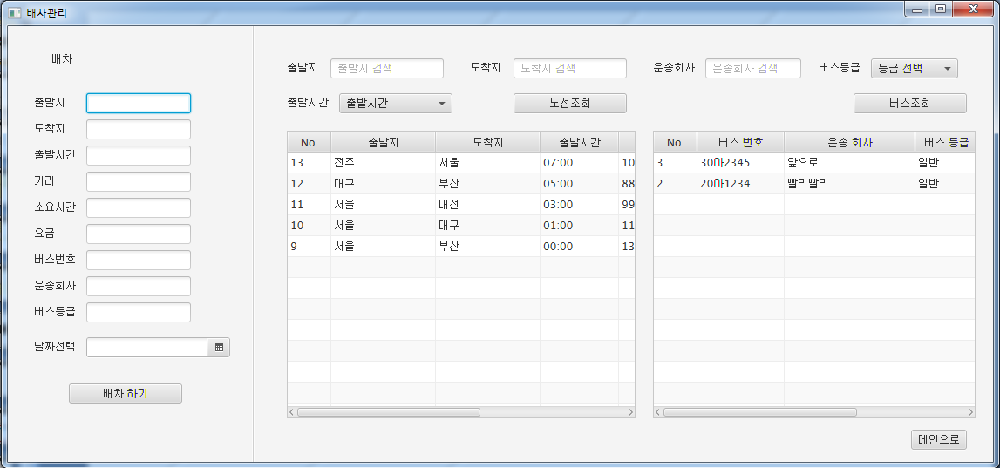 배차관리
배차
출발지
도착지
출발시간
거리
소요시간
요금
버스번호
운송회사
버스등급
날짜선택
배차 하기
출발지 출발지 검색 도착지 도착지 검색 운송회사 운송회사 검색 버스등급 등급 선택
출발시간 출발시간 노선조회 버스조회
No. 출발지 도착지 출발시간
13 전주 서울 07:00 10
12 대구 부산 05:00 88
11 서울 대전 03:00 99
10 서울 대구 01:00 11
9 서울 부산 00:00 13
No. 버스 번호 운송 회사 버스 등급
3 30마2345 앞으로 일반
2 20마1234 빨리빨리 일반
메인으로